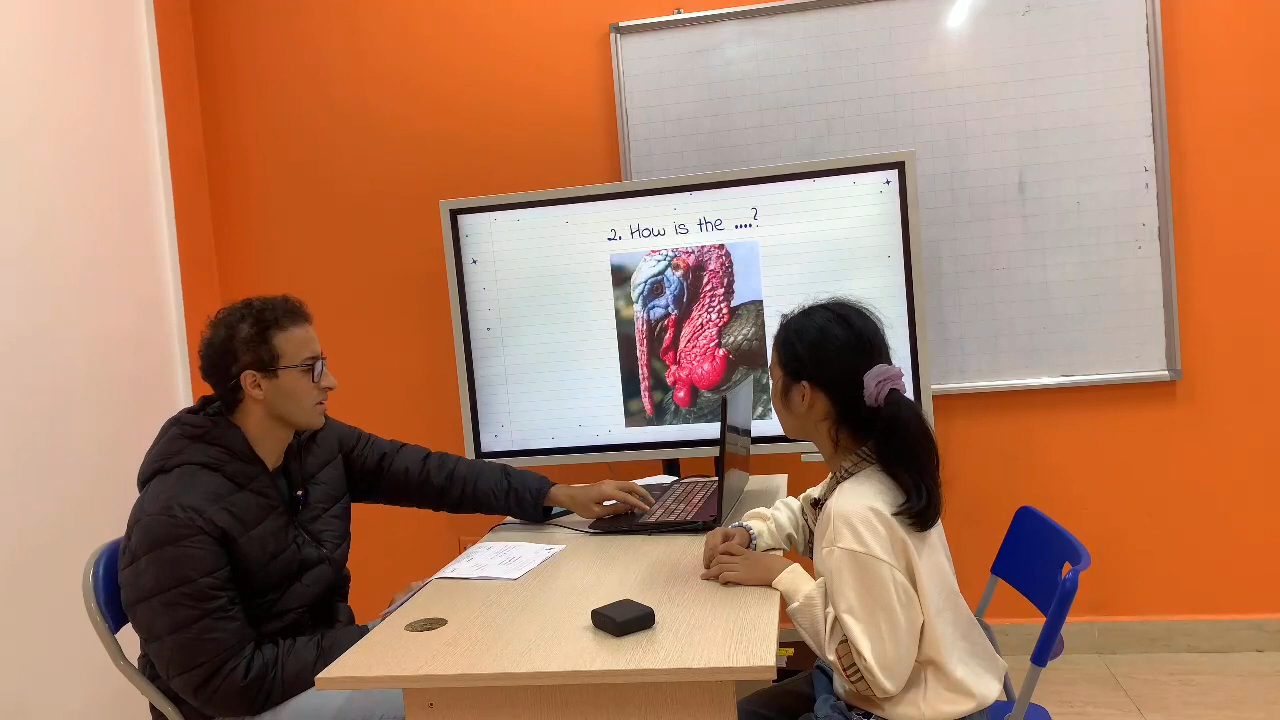 2. How is the ....?